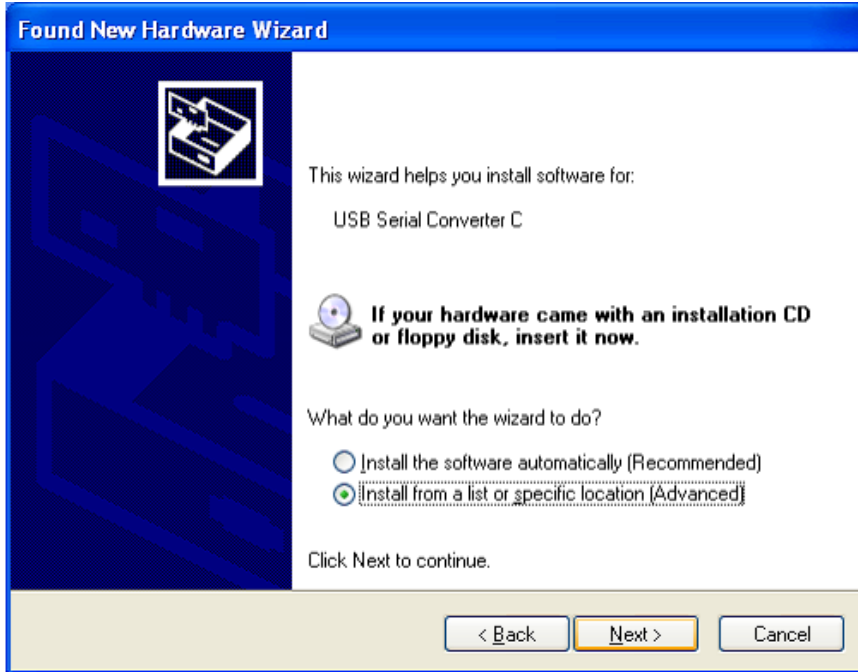 Found New Hardware Wizard
This wizard helps you install software for:
USB Serial Converter C
If your hardware came with an installation CD
or floppy disk, insert it now.
What do you want the wizard to do?
Install the software automatically (Recommended)
Install from a list or specific location (Advanced)
Click Next to continue.
< Back
Next >
Cancel